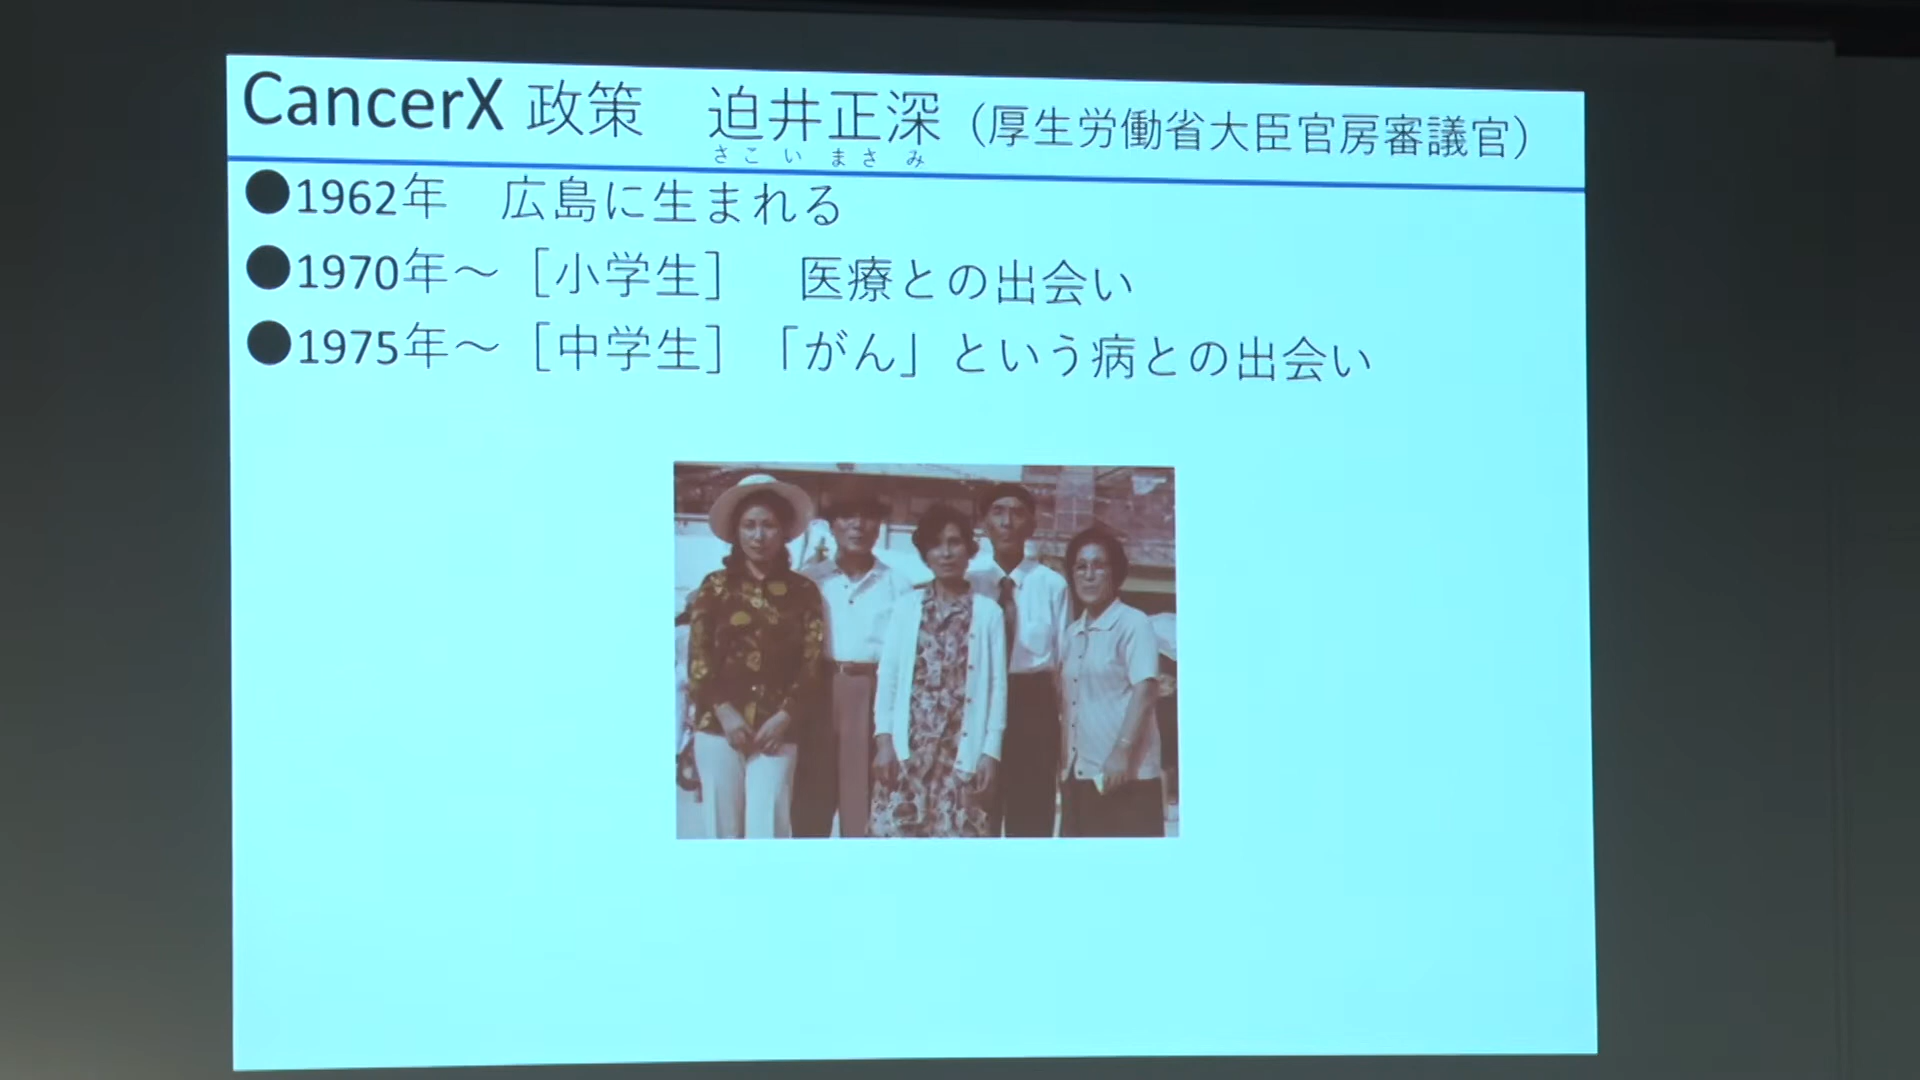 CancerX 政策　迫井正深（厚生労働省大臣官房審議官）
さこい まさみ
●1962年　広島に生まれる
●1970年～［小学生］　医療との出会い
●1975年～［中学生］「がん」という病との出会い